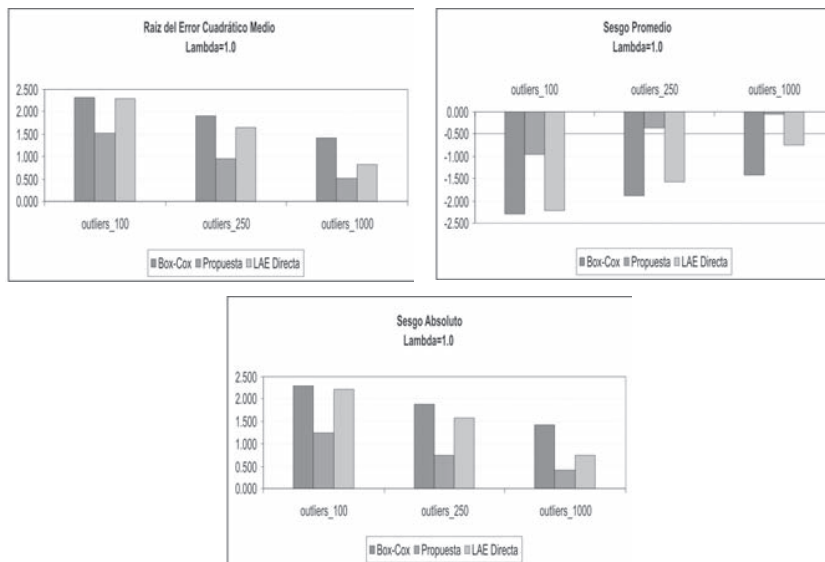 Raiz del Error Cuadrático Medio
Lambda=1.0
2.500
2.000
1.500
1.000
0.500
0.000
outliers_100 outliers_250 outliers_1000
Box-Cox Propuesta LAE Directa
Sesgo Promedio
Lambda=1.0
outliers_100 outliers_250 outliers_1000
0.000
-0.500
-1.000
-1.500
-2.000
-2.500
Box-Cox Propuesta LAE Directa
Sesgo Absoluto
Lambda=1.0
2.500
2.000
1.500
1.000
0.500
0.000
outliers_100 outliers_250 outliers_1000
Box-Cox Propuesta LAE Directa